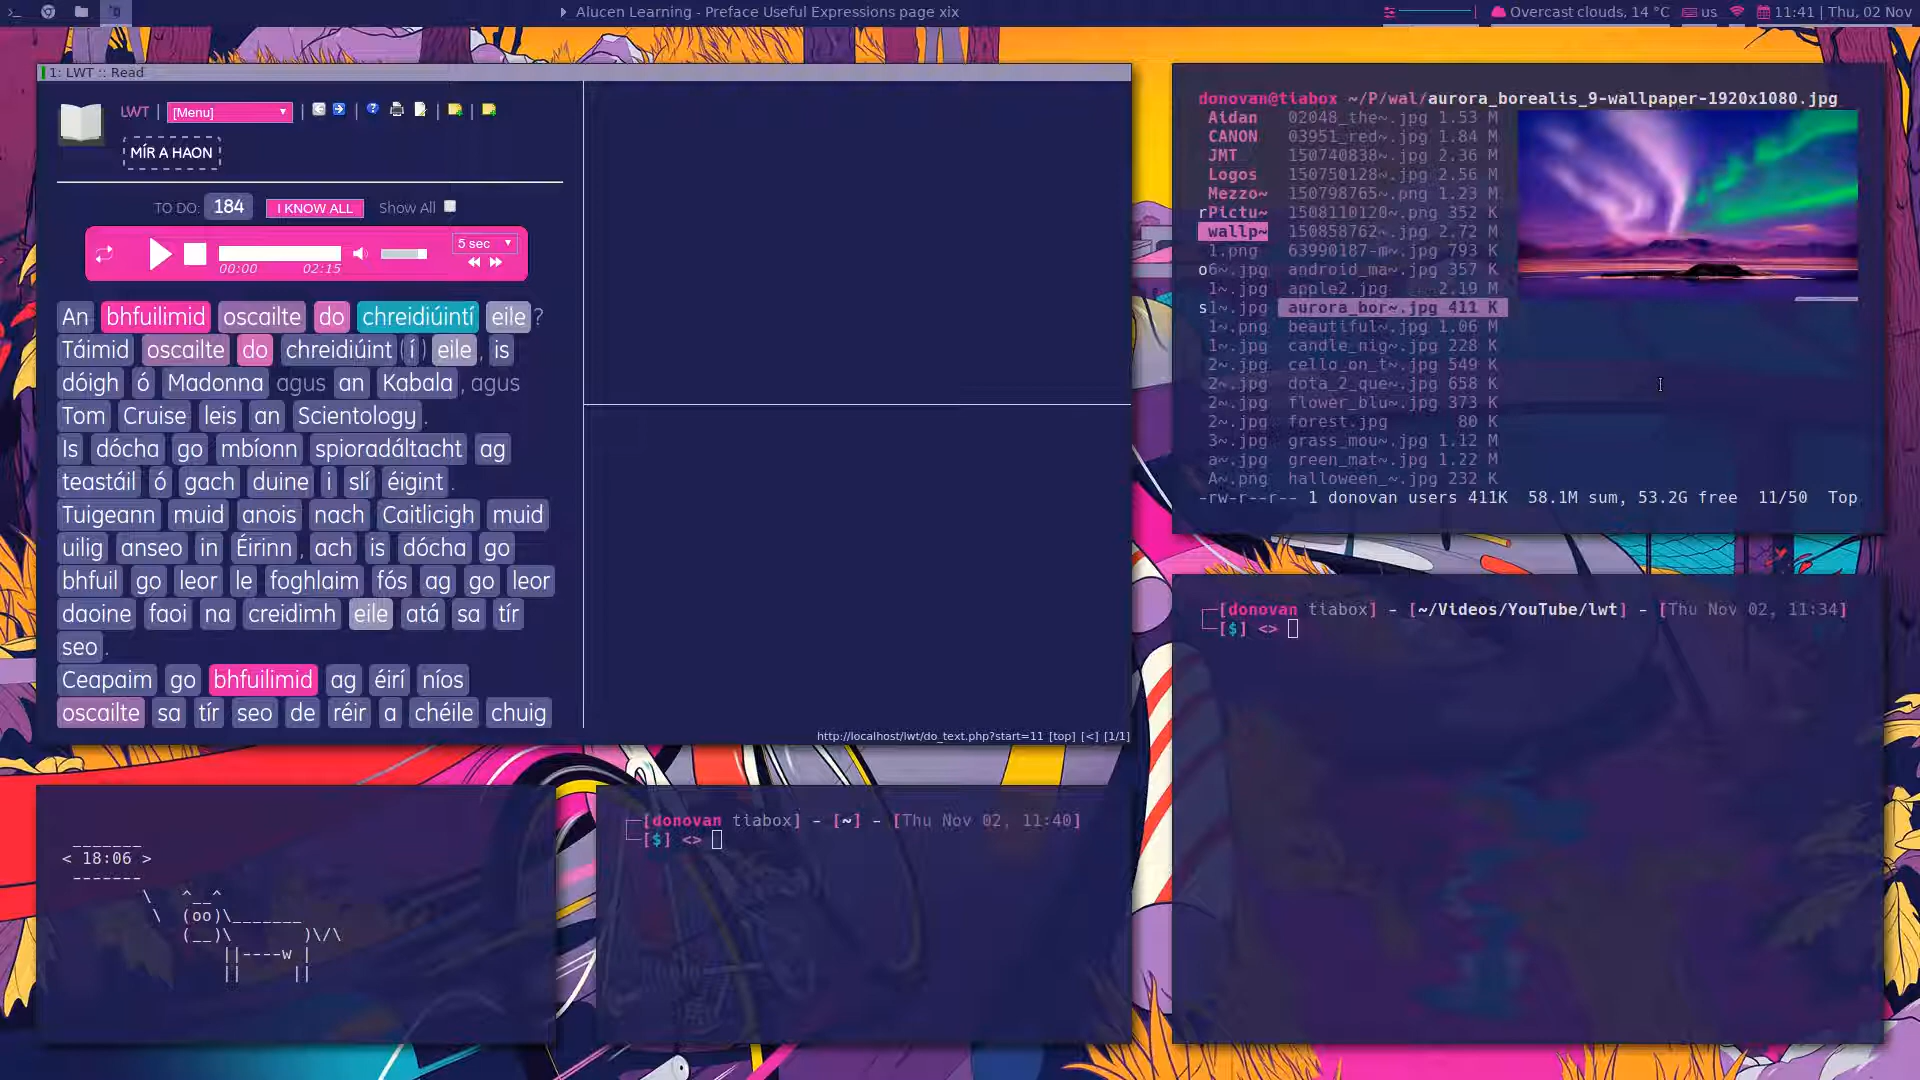 Alucen Learning - Preface Useful Expressions page xix
Overcast clouds, 14 °C us 11:41 | Thu, 02 Nov
1: LWT :: Read
LWT | [Menu] | | | |
MÍR A HAON
TO DO: 184 I KNOW ALL Show All
5 sec
00:00 02:15
An bhfuilimid oscailte do chreidiúintí eile?
Táimid oscailte do chreidiúint(í) eile, is
dóigh ó Madonna agus an Kabala, agus
Tom Cruise leis an Scientology.
Is dócha go mbíonn spioradáltacht ag
teastáil ó gach duine i slí éigint.
Tuigeann muid anois nach Caitlicigh muid
uilig anseo in Éirinn, ach is dócha go
bhfuil go leor le foghlaim fós ag go leor
daoine faoi na creidimh eile atá sa tír
seo.
Ceapaim go bhfuilimid ag éirí níos
oscailte sa tír seo de réir a chéile chuig
http://localhost/lwt/do_text.php?start=11 [top] [<] [1/1]
donovan@tiabox ~/P/wal/aurora_borealis_9-wallpaper-1920x1080.jpg
Aidan 02048_the~.jpg 1.53 M
CANON 03951_red~.jpg 1.84 M
JMT 150740838~.jpg 2.36 M
Logos 150750128~.jpg 2.56 M
Mezzo~ 150798765~.png 1.23 M
rPictu~ 1508110120~.png 352 K
wallp~ 150858762~.jpg 2.72 M
1.png 63990187-m~.jpg 793 K
o6~.jpg android_ma~.jpg 357 K
1~.jpg apple2.jpg 2.19 M
s1~.jpg aurora_bor~.jpg 411 K
1~.png beautiful~.jpg 1.06 M
1~.jpg candle_nig~.jpg 228 K
2~.jpg cello_on_t~.jpg 549 K
2~.jpg dota_2_que~.jpg 658 K
2~.jpg flower_blu~.jpg 373 K
2~.jpg forest.jpg 80 K
3~.jpg grass_mou~.jpg 1.12 M
a~.jpg green_mat~.jpg 1.22 M
A~.png halloween_~.jpg 232 K
-rw-r--r-- 1 donovan users 411K 58.1M sum, 53.2G free 11/50 Top
[donovan tiabox] - [~/Videos/YouTube/lwt] - [Thu Nov 02, 11:34]
[$] <>
_______
< 18:06 >
-------
\ ^__^
\ (oo)\_______
(__)\ )\/\
||----w |
|| ||
[donovan tiabox] - [~] - [Thu Nov 02, 11:40]
[$] <>